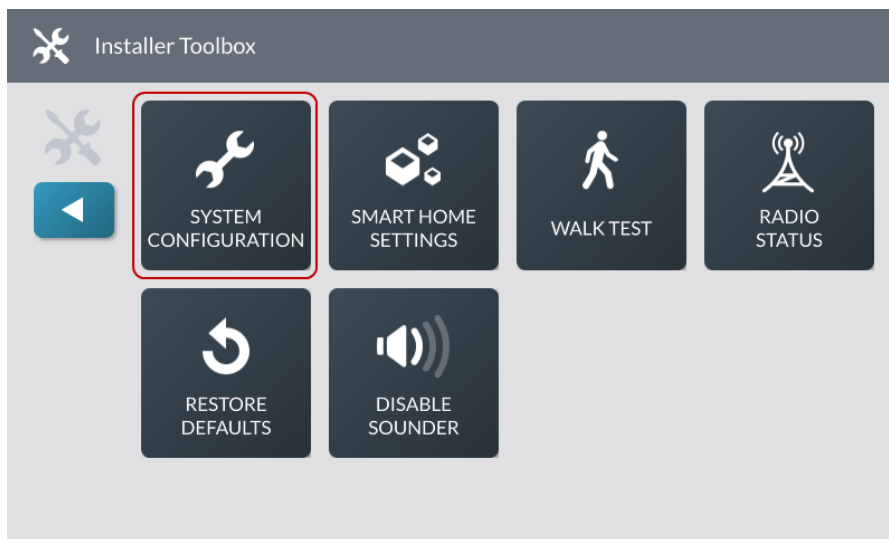 Installer Toolbox
SYSTEM
CONFIGURATION
SMART HOME
SETTINGS
WALK TEST
RADIO
STATUS
RESTORE
DEFAULTS
DISABLE
SOUNDER